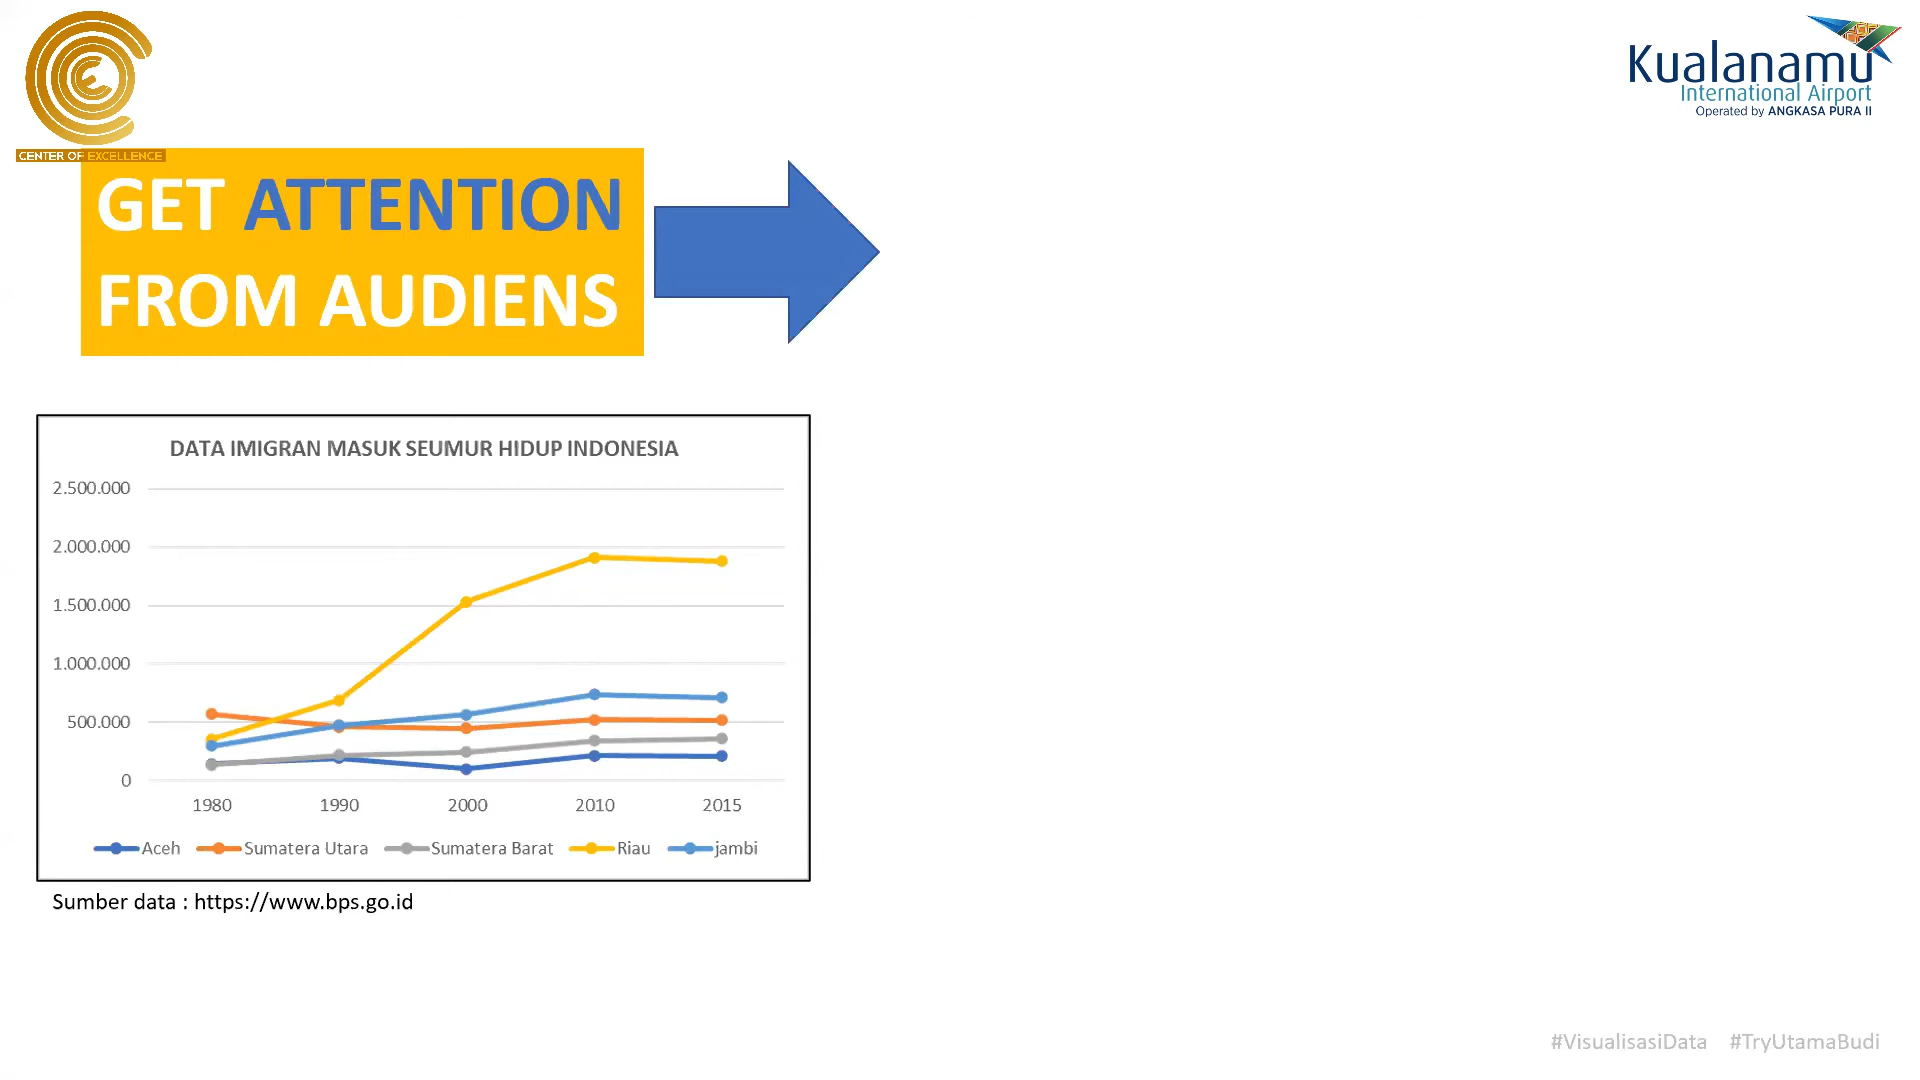 CENTER OF EXCELLENCE
Kualanamu
International Airport
Operated by ANGKASA PURA II
GET ATTENTION
FROM AUDIENS
DATA IMIGRAN MASUK SEUMUR HIDUP INDONESIA
2.500.000
2.000.000
1.500.000
1.000.000
500.000
0
1980 1990 2000 2010 2015
Aceh Sumatera Utara Sumatera Barat Riau jambi
Sumber data : https://www.bps.go.id
#VisualisasiData #TryUtamaBudi